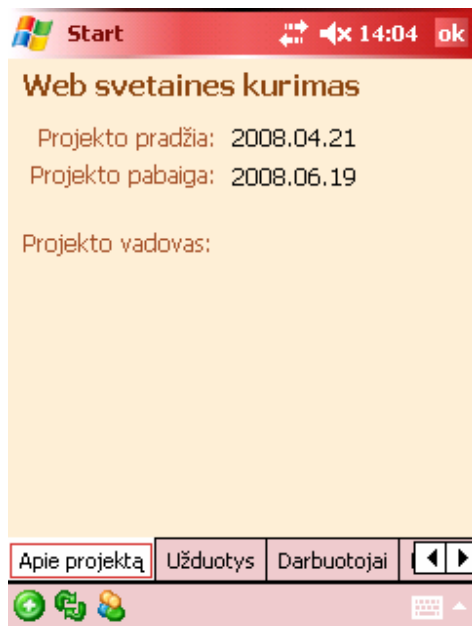 Start 14:04 ok
Web svetaines kurimas
Projekto pradžia: 2008.04.21
Projekto pabaiga: 2008.06.19
Projekto vadovas:
Apie projektą Užduotys Darbuotojai